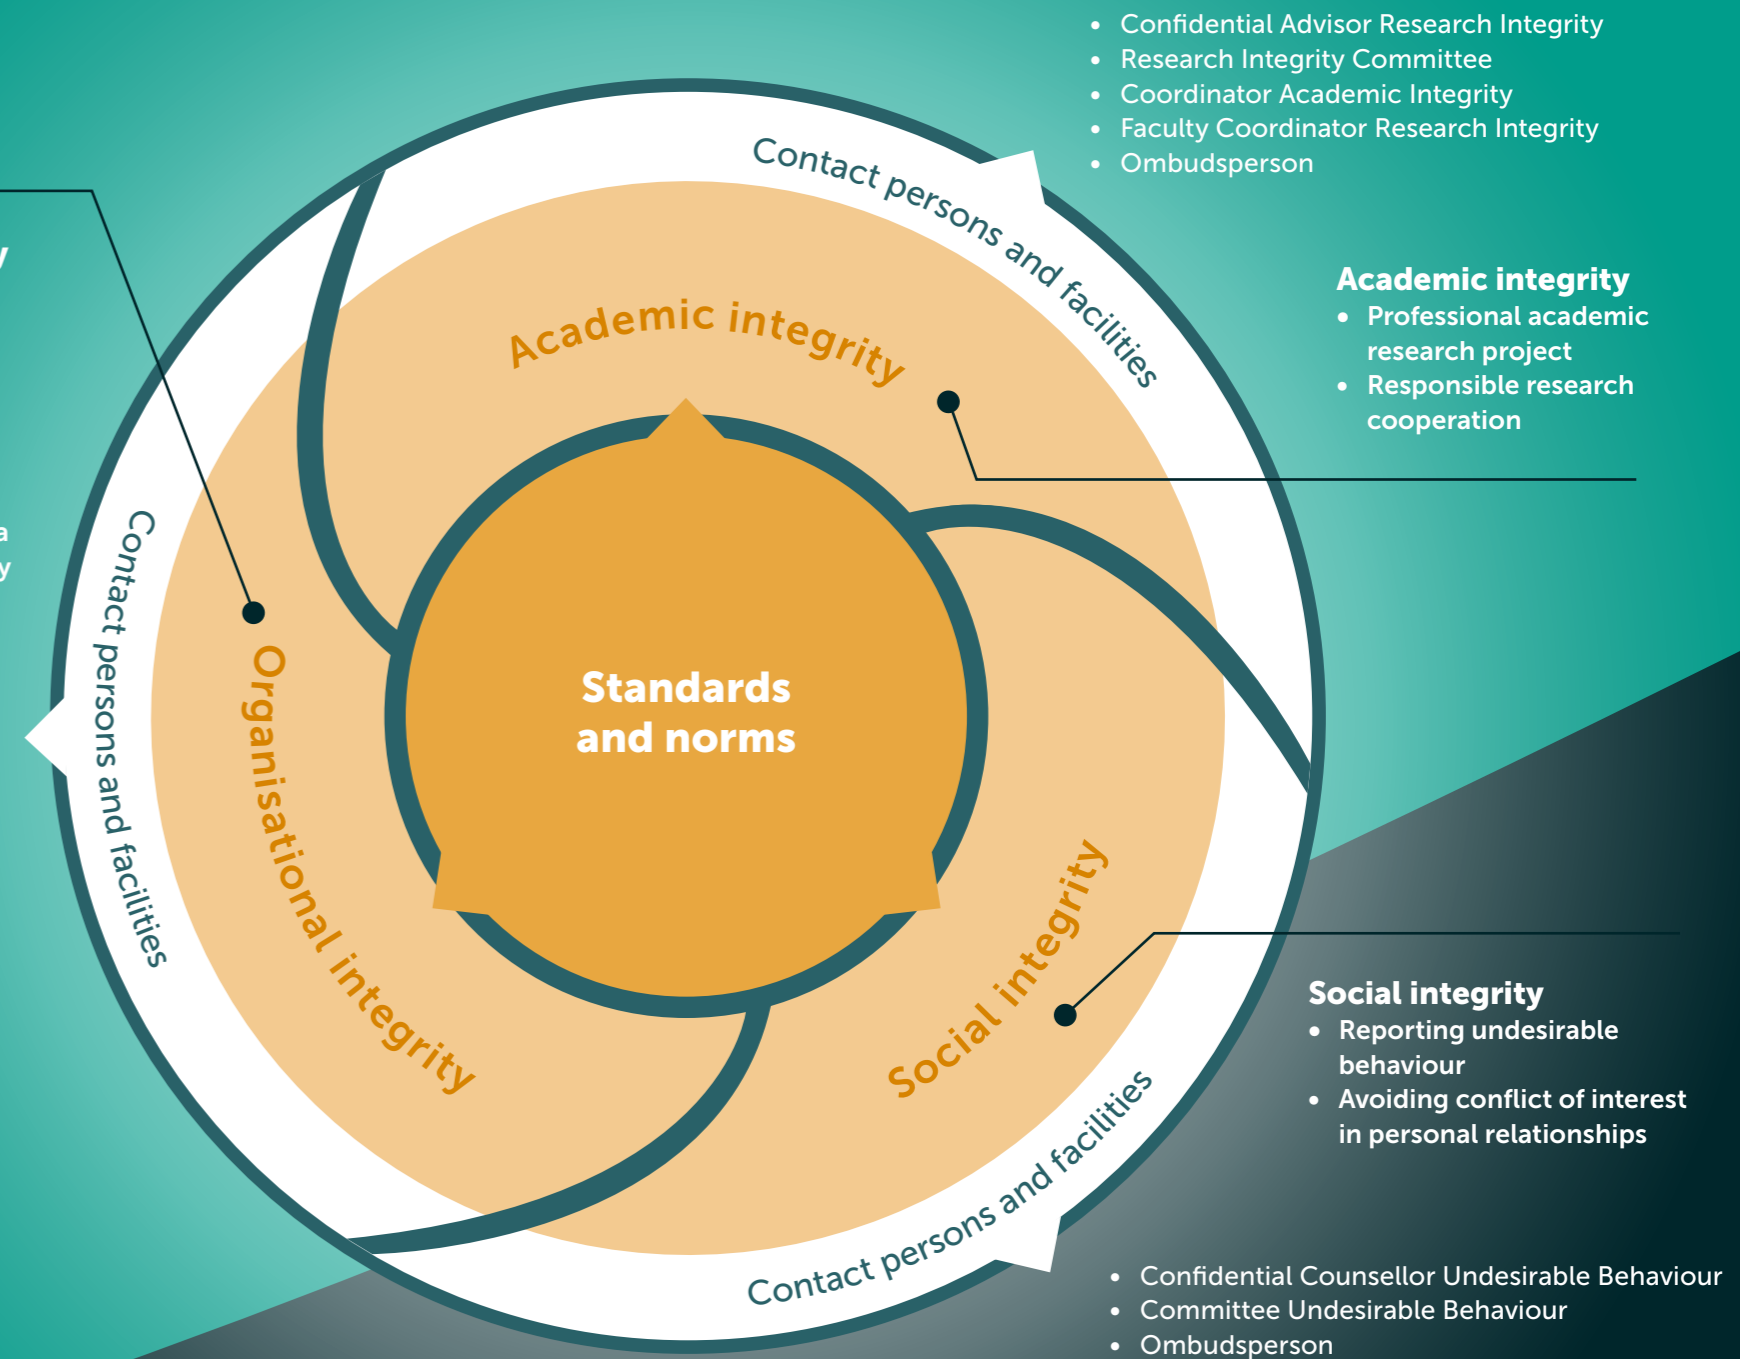 • Confidential Advisor Research Integrity
• Research Integrity Committee
• Coordinator Academic Integrity
• Faculty Coordinator Research Integrity
• Ombudsperson
Contact persons and facilities
Academic integrity
• Professional academic
research project
• Responsible research
cooperation
Academic integrity
Contact persons and facilities
Organisational integrity
Standards
and norms
Social integrity
Social integrity
• Reporting undesirable
behaviour
• Avoiding conflict of interest
in personal relationships
Contact persons and facilities
• Confidential Counsellor Undesirable Behaviour
• Committee Undesirable Behaviour
• Ombudsperson